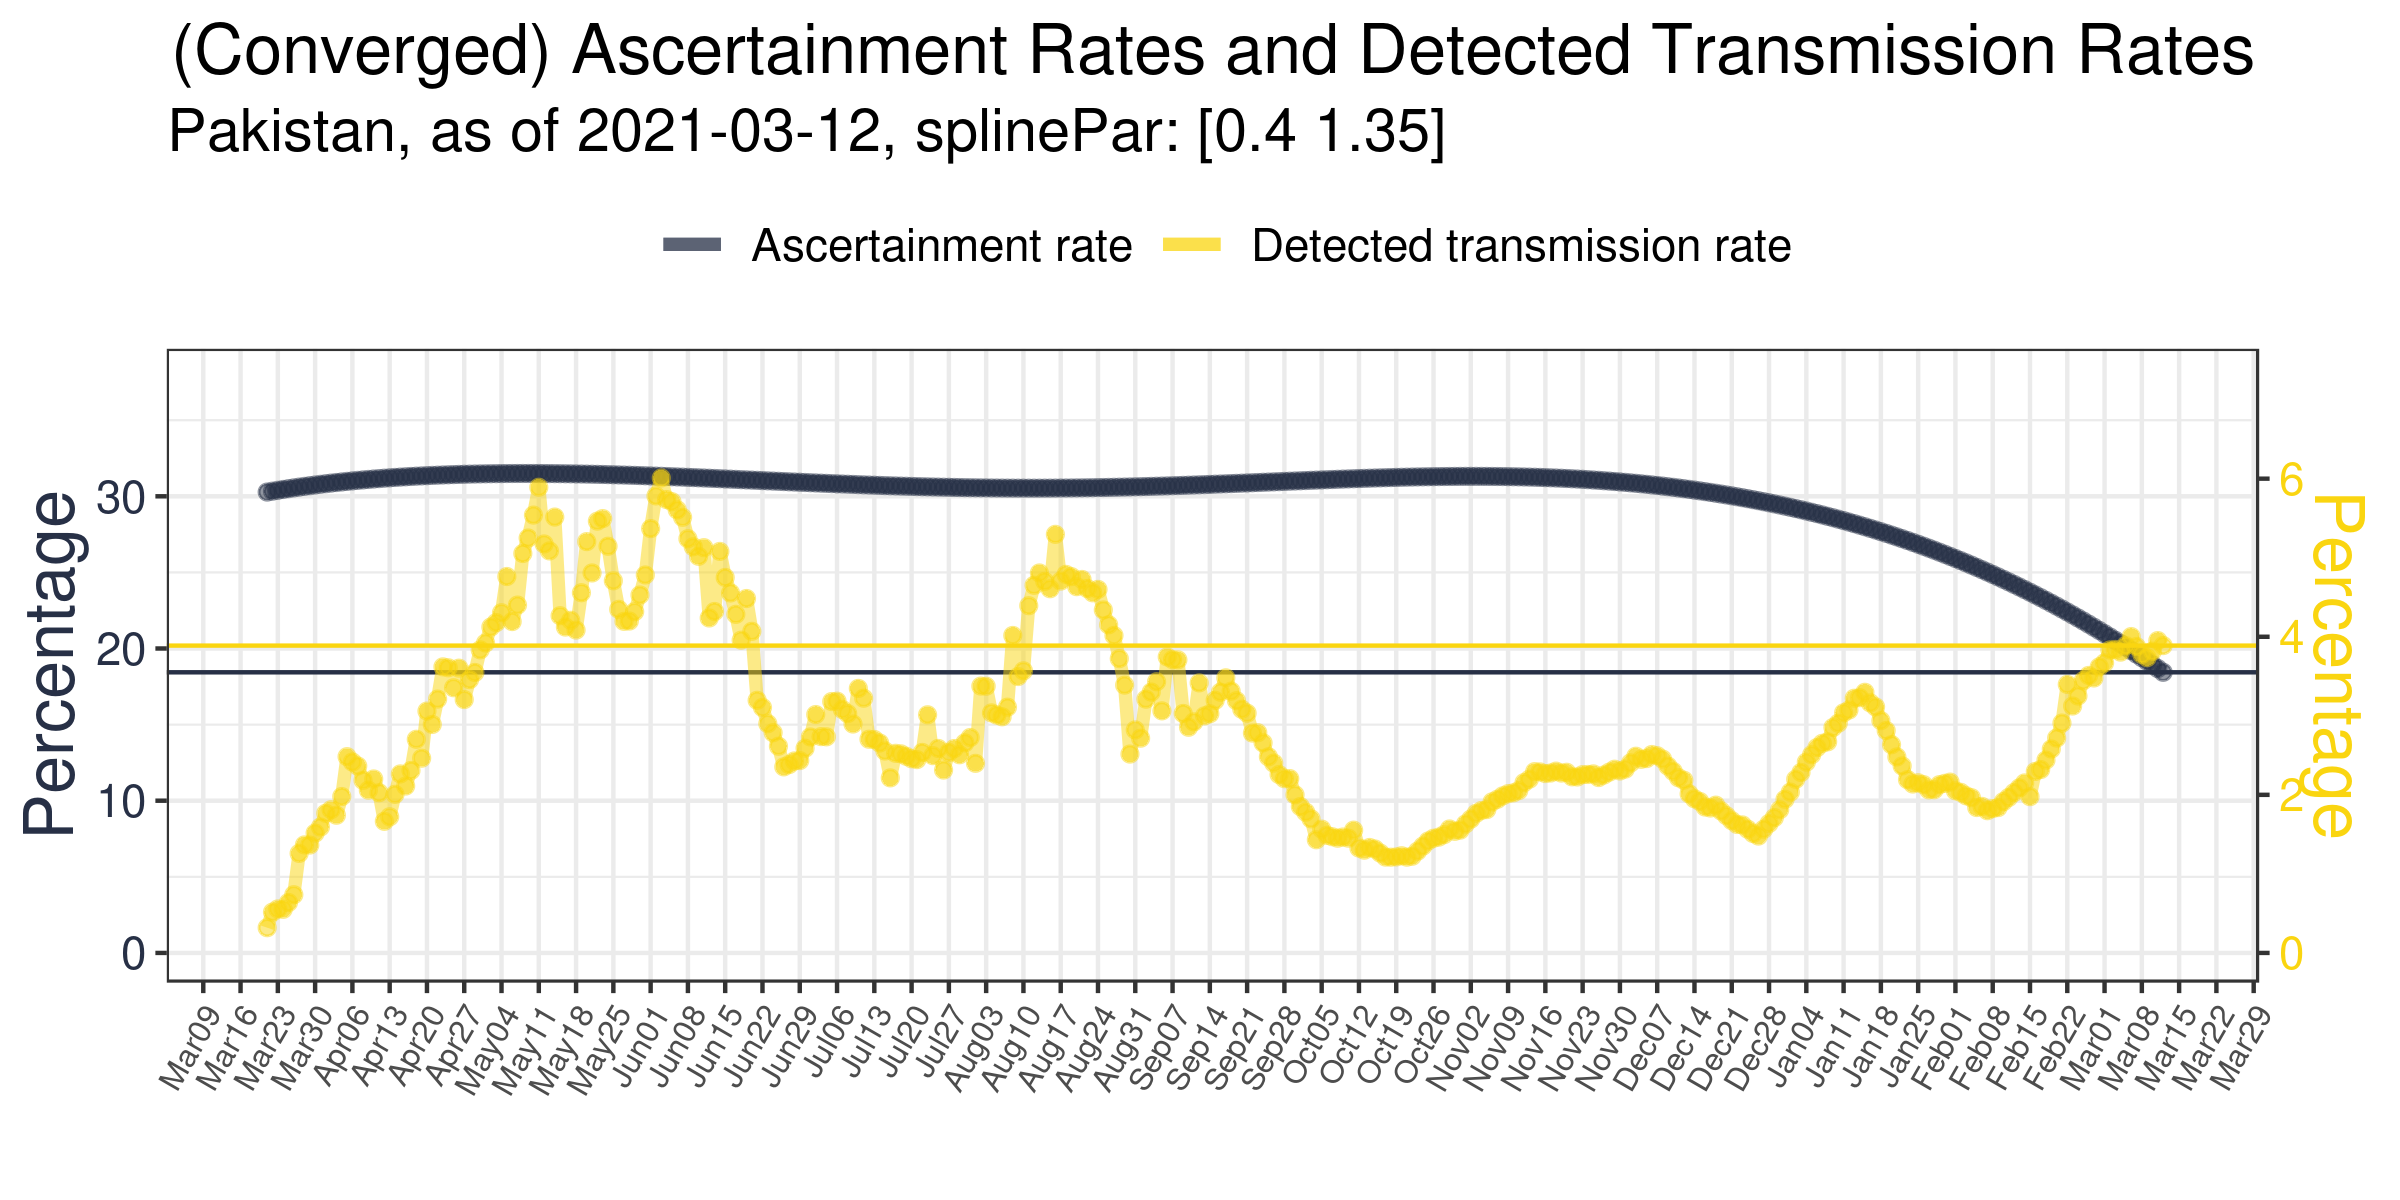 (Converged) Ascertainment Rates and Detected Transmission Rates
Pakistan, as of 2021-03-12, splinePar: [0.4 1.35]
Ascertainment rate Detected transmission rate
Percentage
30
20
10
0
6
4
2
0
Percentage
Mar09 Mar16 Mar23 Mar30 Apr06 Apr13 Apr20 Apr27 May04 May11 May18 May25 Jun01 Jun08 Jun15 Jun22 Jun29 Jul06 Jul13 Jul20 Jul27 Aug03 Aug10 Aug17 Aug24 Aug31 Sep07 Sep14 Sep21 Sep28 Oct05 Oct12 Oct19 Oct26 Nov02 Nov09 Nov16 Nov23 Nov30 Dec07 Dec14 Dec21 Dec28 Jan04 Jan11 Jan18 Jan25 Feb01 Feb08 Feb15 Feb22 Mar01 Mar08 Mar15 Mar22 Mar29